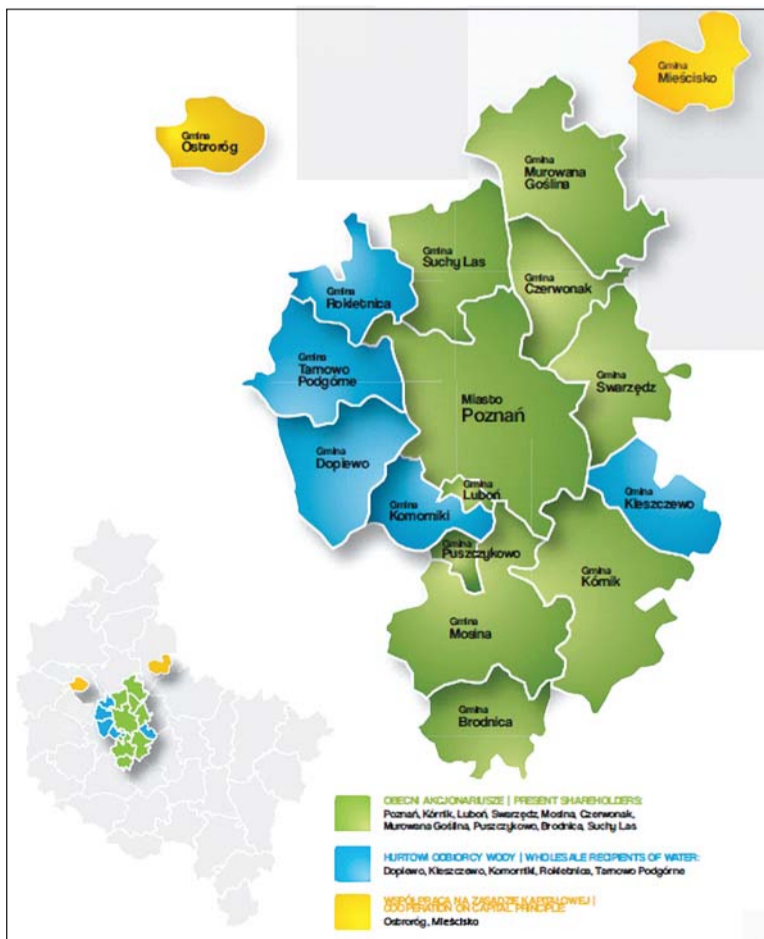 Gmina
Mieścisko
Gmina
Ostroróg
Gmina
Murowana
Goślina
Gmina
Suchy Las
Gmina
Czerwonak
Gmina
Rokietnica
Gmina
Tarnowo
Podgórne
Gmina
Swarzędz
Miasto
Poznań
Gmina
Dopiewo
Gmina
Luboń
Gmina
Komorniki
Gmina
Kleszczewo
Gmina
Puszczykowo
Gmina
Kórnik
Gmina
Mosina
Gmina
Brodnica
OBECNI AKCJONARIUSZE | PRESENT SHAREHOLDERS:
Poznań, Kórnik, Luboń, Swarzędz, Mosina, Czerwonak,
Murowana Goślina, Puszczykowo, Brodnica, Suchy Las
HURTOWI ODBIORCY WODY | WHOLESALE RECIPIENTS OF WATER:
Dopiewo, Kleszczewo, Komorniki, Rokietnica, Tarnowo Podgórne
WSPÓŁPRACA NA ZASADZIE KAPITAŁOWEJ |
COOPERATION ON CAPITAL PRINCIPLE
Ostroróg, Mieścisko